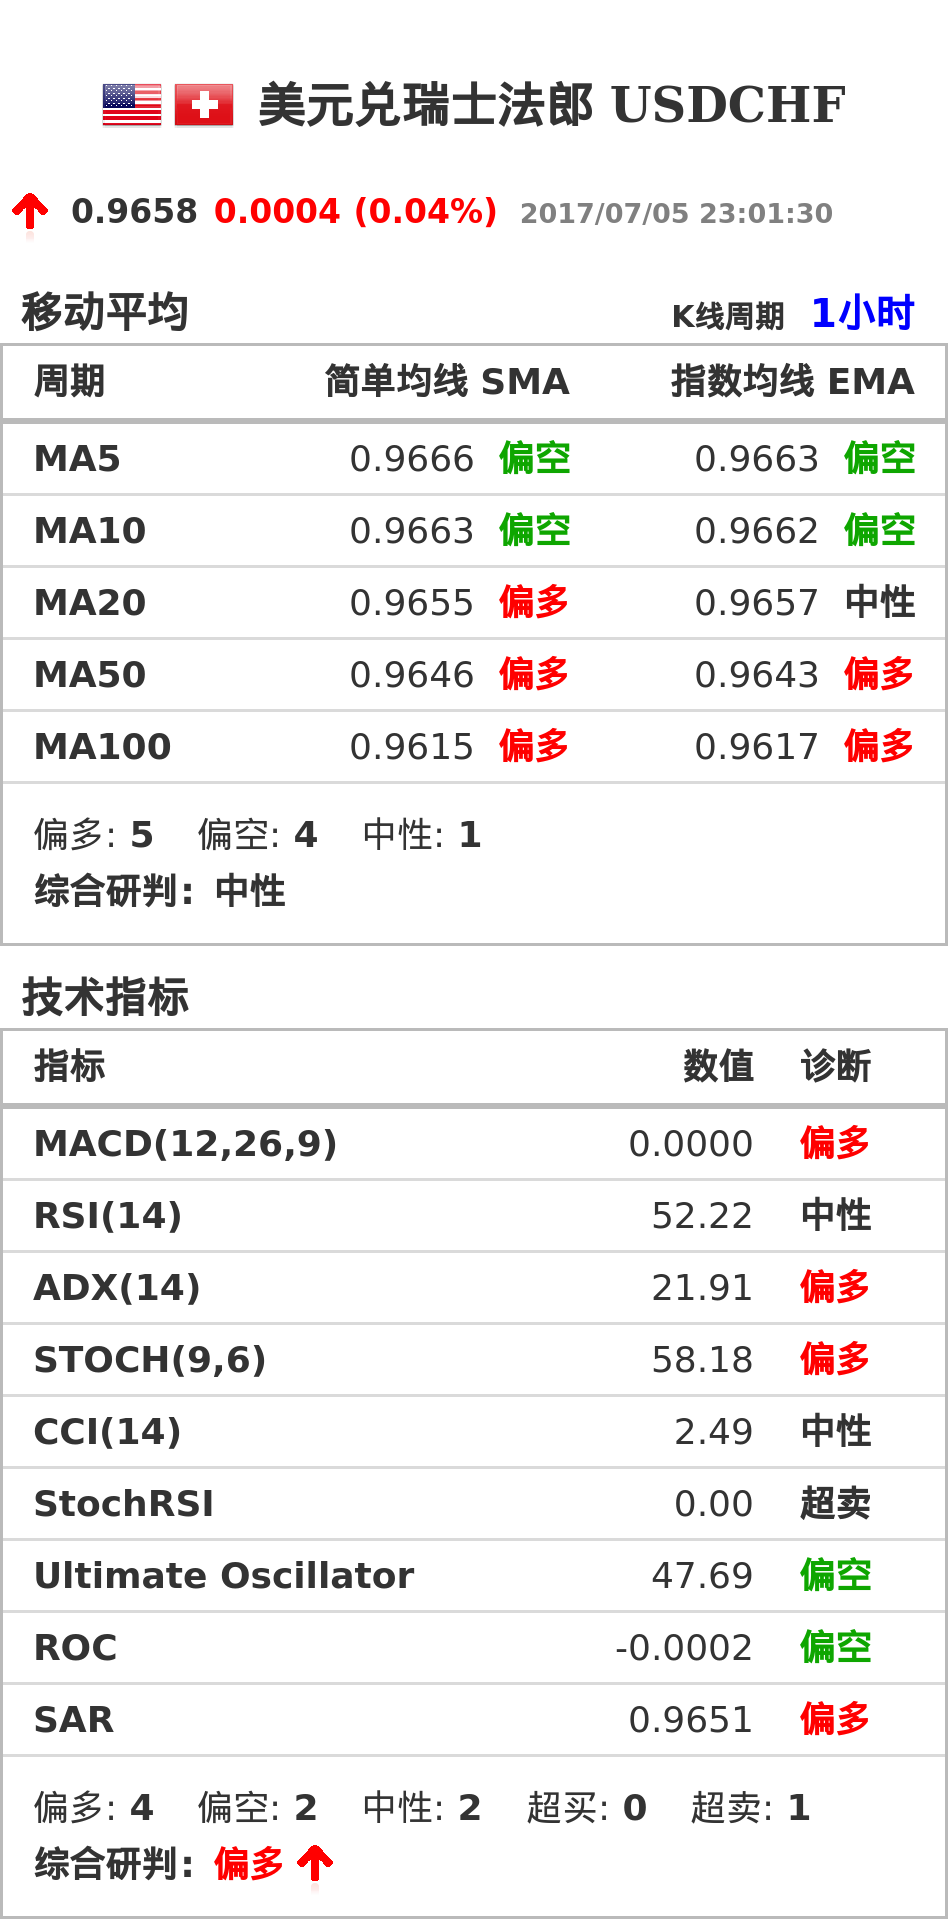 美元兑瑞士法郎 USDCHF
0.9658 0.0004 (0.04%) 2017/07/05 23:01:30
移动平均 K线周期 1小时
周期 简单均线 SMA 指数均线 EMA
MA5 0.9666 偏空 0.9663 偏空
MA10 0.9663 偏空 0.9662 偏空
MA20 0.9655 偏多 0.9657 中性
MA50 0.9646 偏多 0.9643 偏多
MA100 0.9615 偏多 0.9617 偏多
偏多: 5 偏空: 4 中性: 1
综合研判: 中性
技术指标
指标 数值 诊断
MACD(12,26,9) 0.0000 偏多
RSI(14) 52.22 中性
ADX(14) 21.91 偏多
STOCH(9,6) 58.18 偏多
CCI(14) 2.49 中性
StochRSI 0.00 超卖
Ultimate Oscillator 47.69 偏空
ROC -0.0002 偏空
SAR 0.9651 偏多
偏多: 4 偏空: 2 中性: 2 超买: 0 超卖: 1
综合研判: 偏多